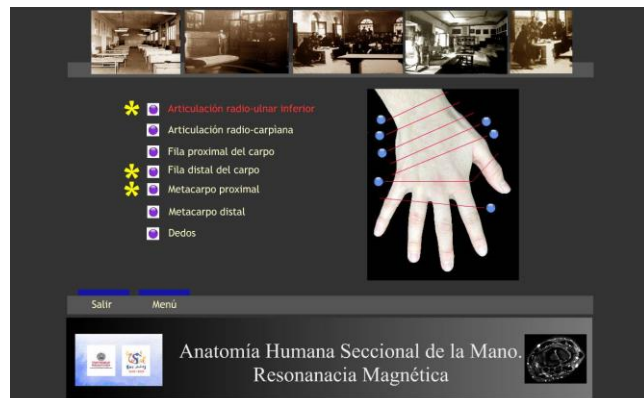 Articulación radio-ulnar inferior
Articulación radio-carpìana
Fila proximal del carpo
Fila distal del carpo
Metacarpo proximal
Metacarpo distal
Dedos
Salir Menú
Anatomía Humana Seccional de la Mano.
Resonanacia Magnética